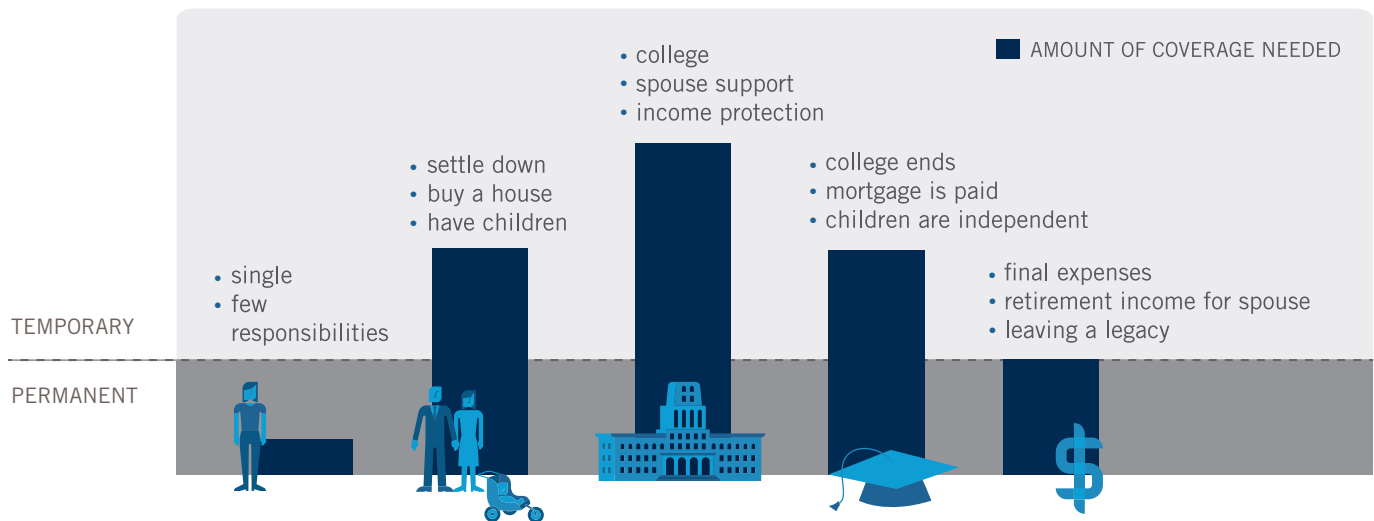 AMOUNT OF COVERAGE NEEDED
• college
• spouse support
• income protection
• settle down
• buy a house
• have children
• college ends
• mortgage is paid
• children are independent
• single
• few
responsibilities
• final expenses
• retirement income for spouse
• leaving a legacy
TEMPORARY
PERMANENT